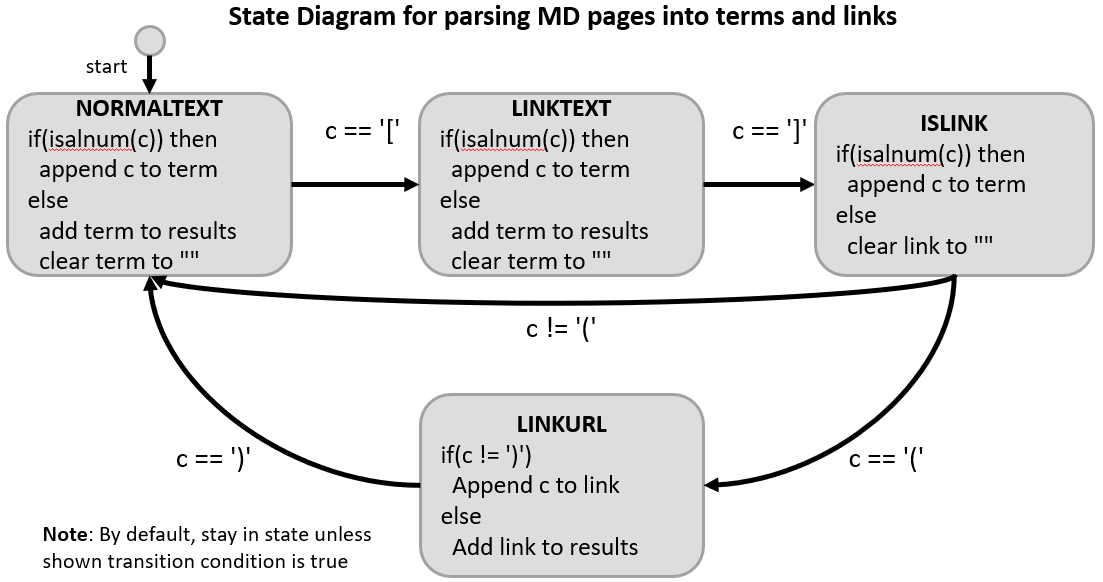 State Diagram for parsing MD pages into terms and links
start
NORMALTEXT
if(isalnum(c)) then
append c to term
else
add term to results
clear term to ""
c == '['
LINKTEXT
if(isalnum(c)) then
append c to term
else
add term to results
clear term to ""
c == ']'
ISLINK
if(isalnum(c)) then
append c to term
else
clear link to ""
c != '('
LINKURL
if(c != ')')
Append c to link
else
Add link to results
c == ')'
c == '('
Note: By default, stay in state unless
shown transition condition is true